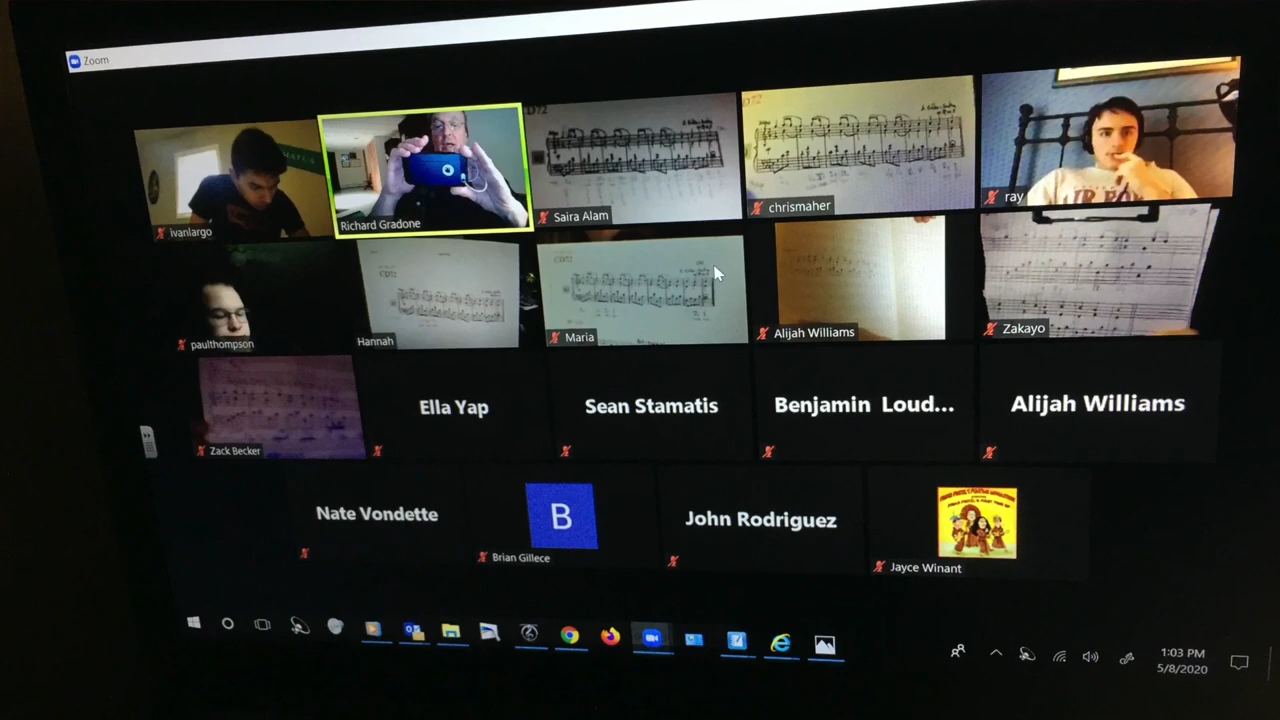 Zoom
ivanlargo
Richard Gradone
Saira Alam
chrismaher
ray
paulthompson
Hannah
Maria
Alijah Williams
Zakayo
Zack Becker
Ella Yap
Sean Stamatis
Benjamin Loud...
Alijah Williams
Nate Vondette
B
Brian Gillece
John Rodriguez
Jayce Winant
1:03 PM
5/8/2020